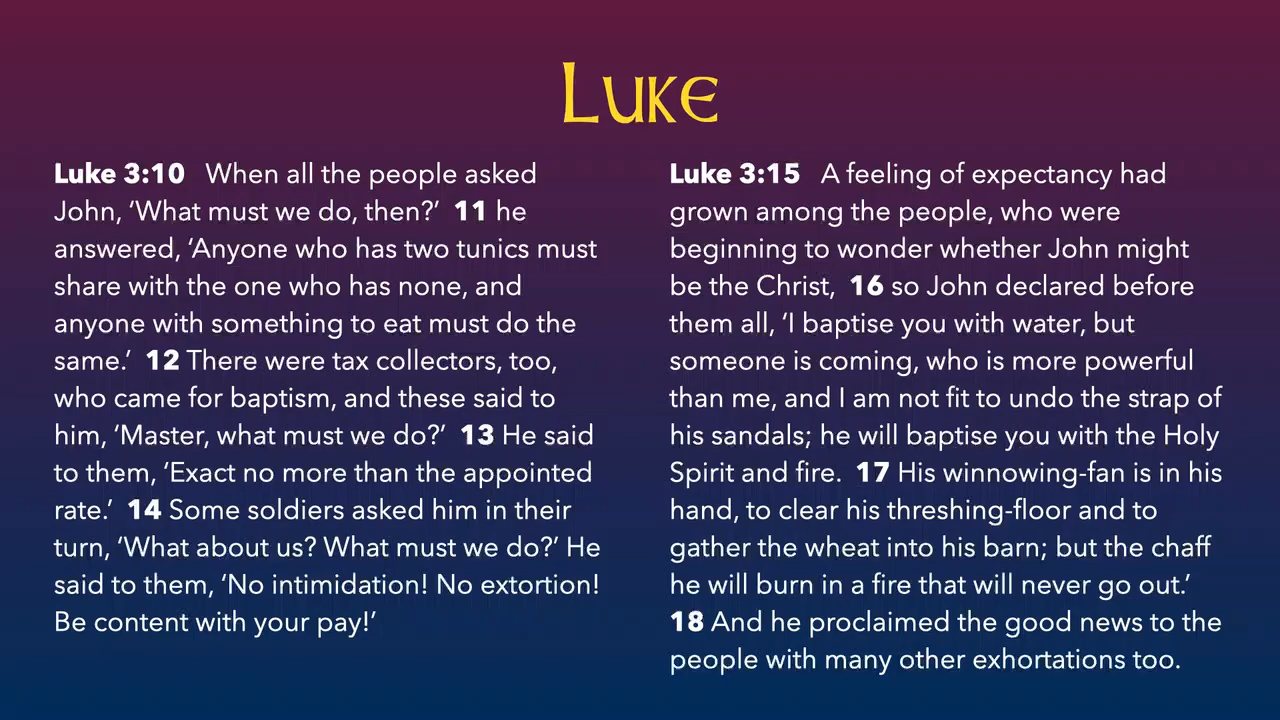 Luke
Luke 3:10 When all the people asked
John, ‘What must we do, then?’ 11 he
answered, ‘Anyone who has two tunics must
share with the one who has none, and
anyone with something to eat must do the
same.’ 12 There were tax collectors, too,
who came for baptism, and these said to
him, ‘Master, what must we do?’ 13 He said
to them, ‘Exact no more than the appointed
rate.’ 14 Some soldiers asked him in their
turn, ‘What about us? What must we do?’ He
said to them, ‘No intimidation! No extortion!
Be content with your pay!’
Luke 3:15 A feeling of expectancy had
grown among the people, who were
beginning to wonder whether John might
be the Christ, 16 so John declared before
them all, ‘I baptise you with water, but
someone is coming, who is more powerful
than me, and I am not fit to undo the strap of
his sandals; he will baptise you with the Holy
Spirit and fire. 17 His winnowing-fan is in his
hand, to clear his threshing-floor and to
gather the wheat into his barn; but the chaff
he will burn in a fire that will never go out.’
18 And he proclaimed the good news to the
people with many other exhortations too.